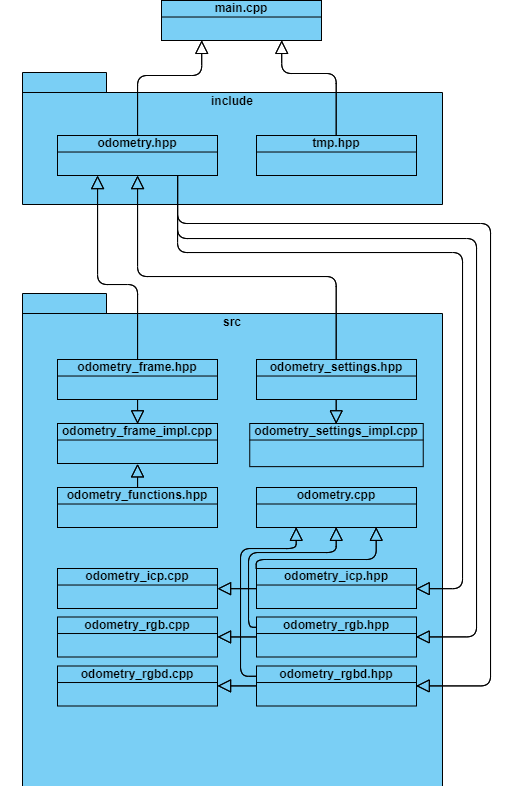 main.cpp
include
odometry.hpp
tmp.hpp
src
odometry_frame.hpp
odometry_settings.hpp
odometry_frame_impl.cpp
odometry_settings_impl.cpp
odometry_functions.hpp
odometry.cpp
odometry_icp.cpp
odometry_icp.hpp
odometry_rgb.cpp
odometry_rgb.hpp
odometry_rgbd.cpp
odometry_rgbd.hpp